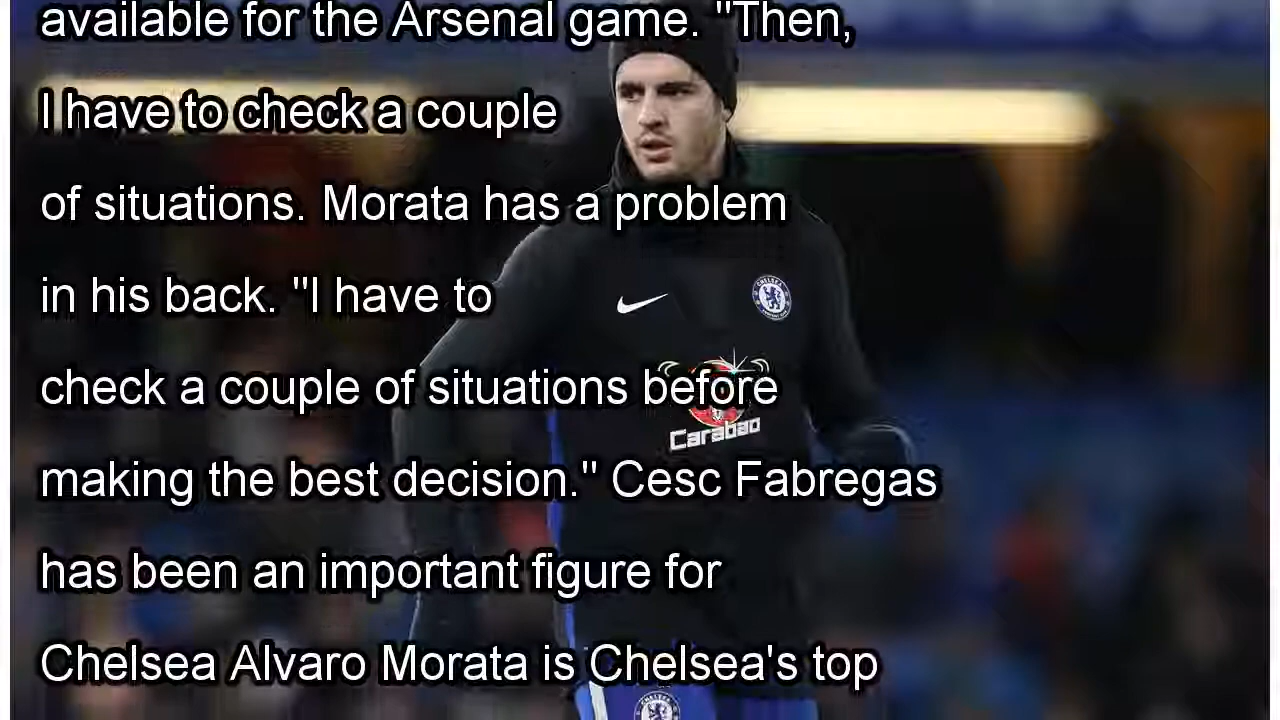 available for the Arsenal game. "Then,
I have to check a couple
of situations. Morata has a problem
in his back. "I have to
check a couple of situations before
making the best decision." Cesc Fabregas
has been an important figure for
Chelsea Alvaro Morata is Chelsea's top
Carabao